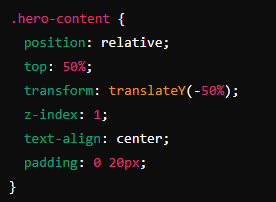 .hero-content {
  position: relative;
  top: 50%;
  transform: translateY(-50%);
  z-index: 1;
  text-align: center;
  padding: 0 20px;
}